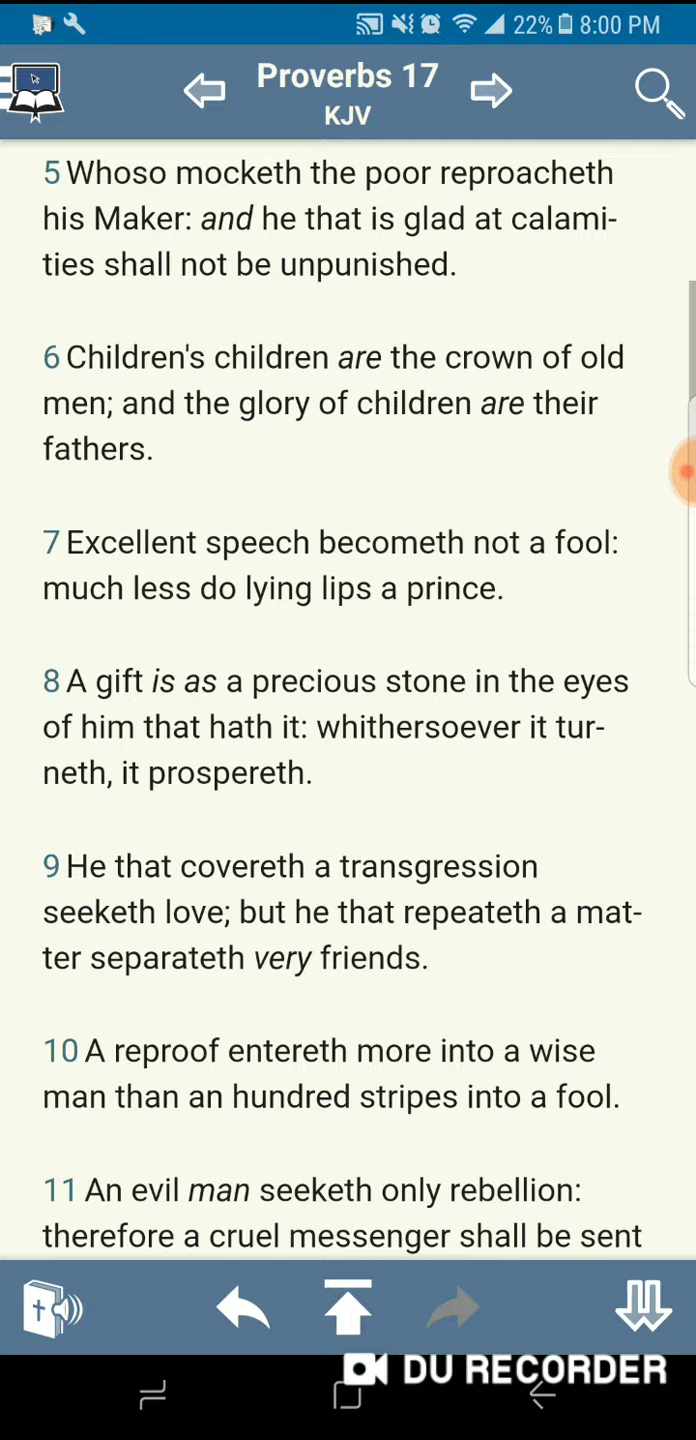 22% 8:00 PM
Proverbs 17
KJV
5 Whoso mocketh the poor reproacheth
his Maker: and he that is glad at calami-
ties shall not be unpunished.
6 Children's children are the crown of old
men; and the glory of children are their
fathers.
7 Excellent speech becometh not a fool:
much less do lying lips a prince.
8 A gift is as a precious stone in the eyes
of him that hath it: whithersoever it tur-
neth, it prospereth.
9 He that covereth a transgression
seeketh love; but he that repeateth a mat-
ter separateth very friends.
10 A reproof entereth more into a wise
man than an hundred stripes into a fool.
11 An evil man seeketh only rebellion:
therefore a cruel messenger shall be sent
DU RECORDER